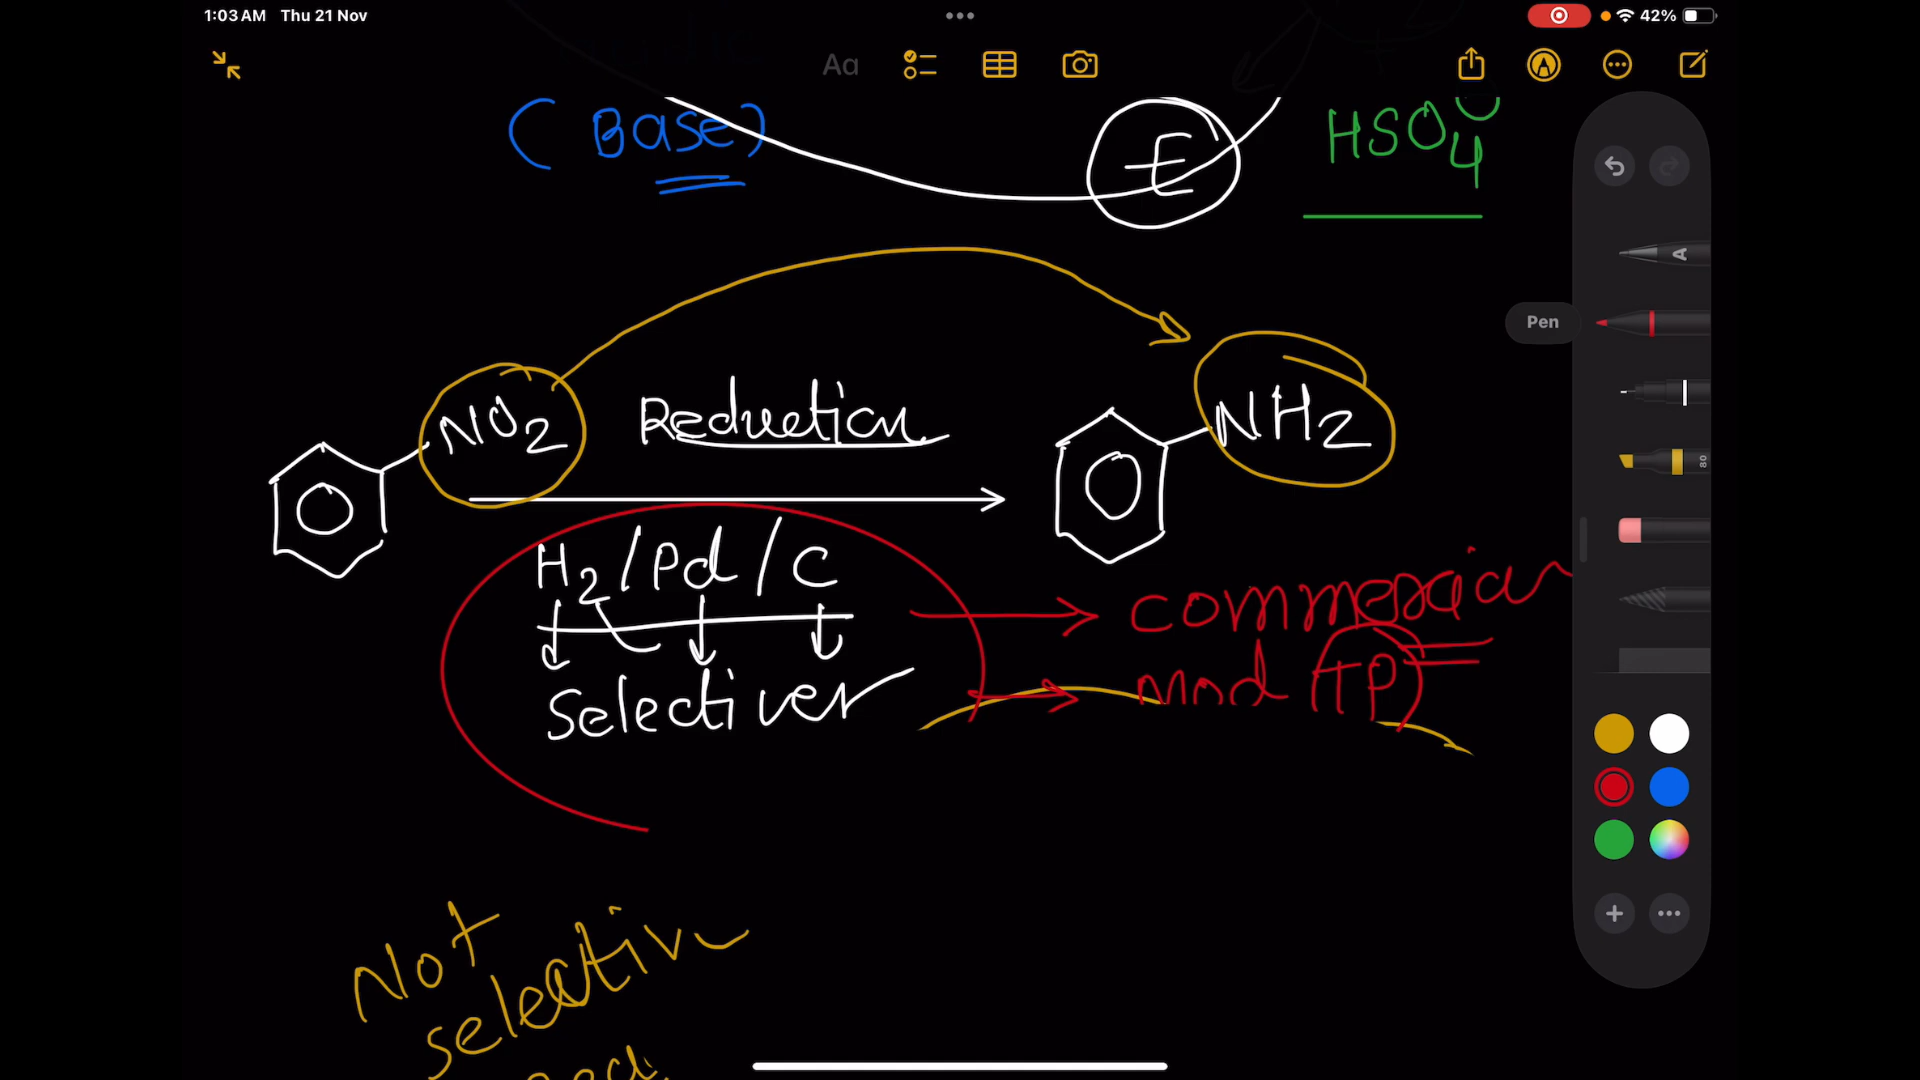 1:03 AM Thu 21 Nov
42%
Aa
(Base)
E
HSO4
Pen
A
NO2
Reduction
NH2
80
H2/Pd/C
commercial
Selective
mod (TP)
Not
selective